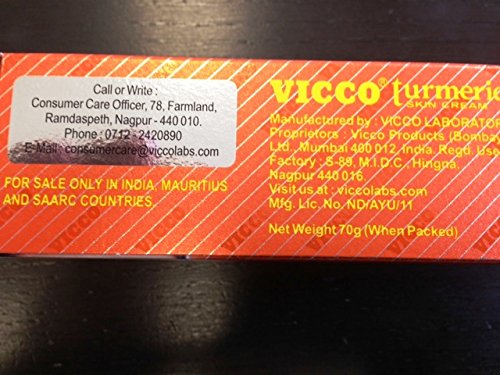 Call or Write :
Consumer Care Officer, 78, Farmland,
Ramdaspeth, Nagpur - 440 010.
Phone : 0712 - 2420890
E-Mail : consumercare@viccolabs.com
FOR SALE ONLY IN INDIA, MAURITIUS
AND SAARC COUNTRIES.
VICCO® turmeric
SKIN CREAM
Manufactured by : VICCO LABORATOR
Proprietors : Vicco Products (Bombay)
Ltd., Mumbai 400 012, India. Regd. Use
Factory : S-89, M.I.D.C., Hingna,
Nagpur 440 016.
Visit us at : viccolabs.com
Mfg. Lic. No. ND/AYU/11
Net Weight 70g (When Packed)